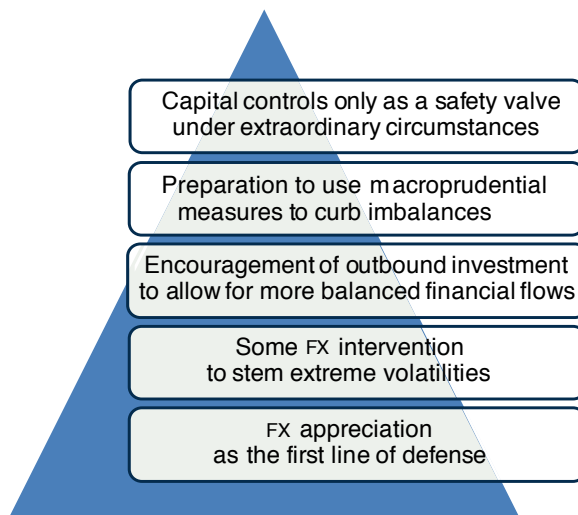 Capital controls only as a safety valve
under extraordinary circumstances
Preparation to use macroprudential
measures to curb imbalances
Encouragement of outbound investment
to allow for more balanced financial flows
Some FX intervention
to stem extreme volatilities
FX appreciation
as the first line of defense